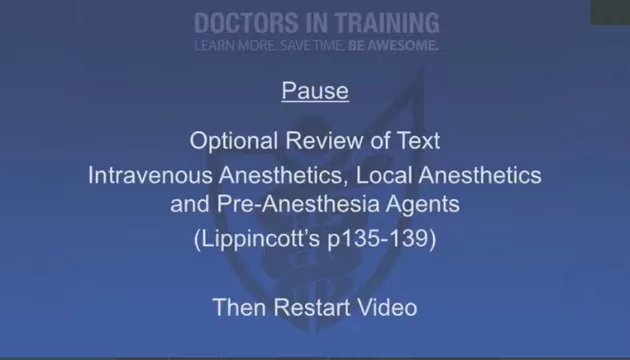 DOCTORS IN TRAINING
LEARN MORE. SAVE TIME. BE AWESOME.
Pause
Optional Review of Text
Intravenous Anesthetics, Local Anesthetics
and Pre-Anesthesia Agents
(Lippincott's p135-139)
Then Restart Video